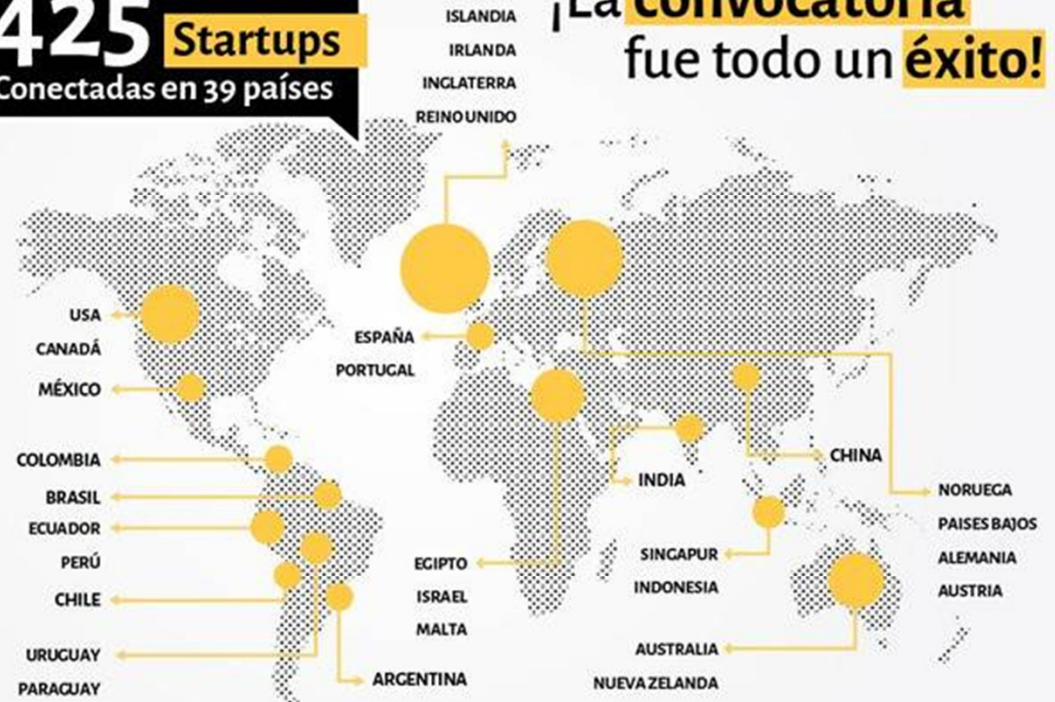 425 Startups
Conectadas en 39 países
¡La convocatoria
fue todo un éxito!
ISLANDIA
IRLANDA
INGLATERRA
REINO UNIDO
USA
CANADÁ
MÉXICO
COLOMBIA
BRASIL
ECUADOR
PERÚ
CHILE
URUGUAY
PARAGUAY
ESPAÑA
PORTUGAL
EGIPTO
ISRAEL
MALTA
ARGENTINA
INDIA
CHINA
SINGAPUR
INDONESIA
AUSTRALIA
NUEVA ZELANDA
NORUEGA
PAISES BAJOS
ALEMANIA
AUSTRIA